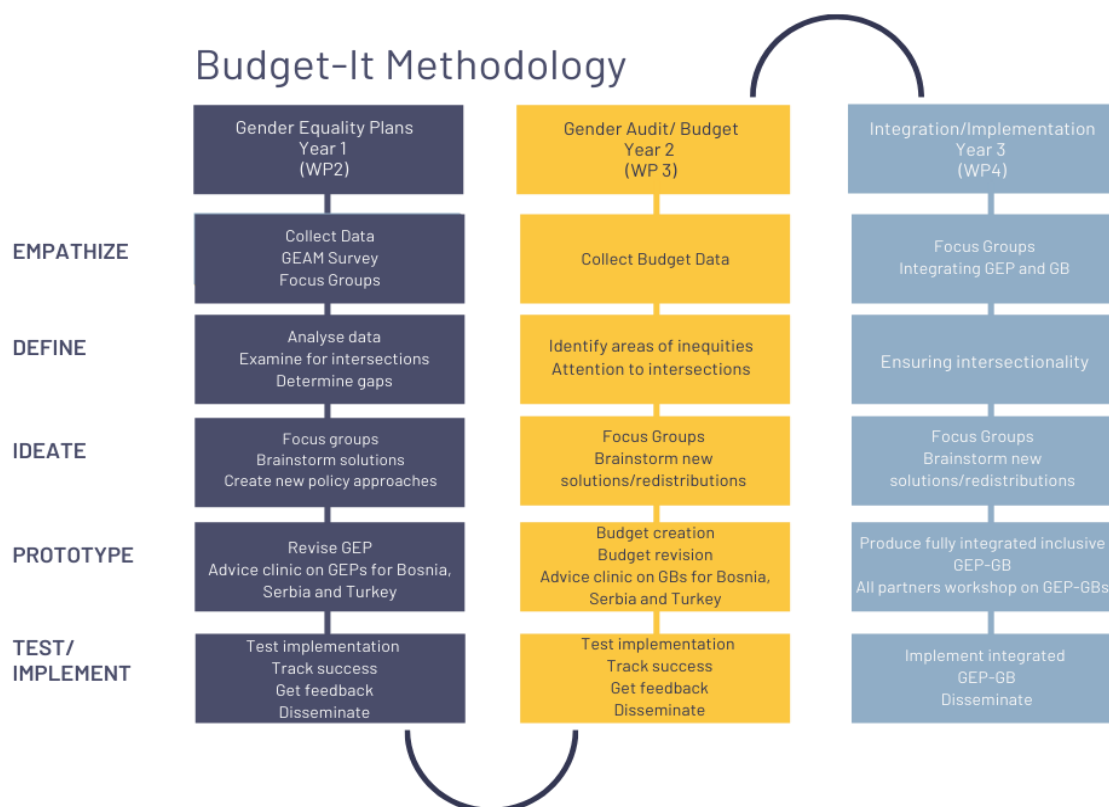 Budget-It Methodology
Gender Equality Plans
Year 1
(WP2)
Gender Audit/ Budget
Year 2
(WP 3)
Integration/Implementation
Year 3
(WP4)
EMPATHIZE
Collect Data
GEAM Survey
Focus Groups
Collect Budget Data
Focus Groups
Integrating GEP and GB
DEFINE
Analyse data
Examine for intersections
Determine gaps
Identify areas of inequities
Attention to intersections
Ensuring intersectionality
IDEATE
Focus groups
Brainstorm solutions
Create new policy approaches
Focus Groups
Brainstorm new
solutions/redistributions
Focus Groups
Brainstorm new
solutions/redistributions
PROTOTYPE
Revise GEP
Advice clinic on GEPs for Bosnia,
Serbia and Turkey
Budget creation
Budget revision
Advice clinic on GBs for Bosnia,
Serbia and Turkey
Produce fully integrated inclusive
GEP-GB
All partners workshop on GEP-GBs
TEST/
IMPLEMENT
Test implementation
Track success
Get feedback
Disseminate
Test implementation
Track success
Get feedback
Disseminate
Implement integrated
GEP-GB
Disseminate